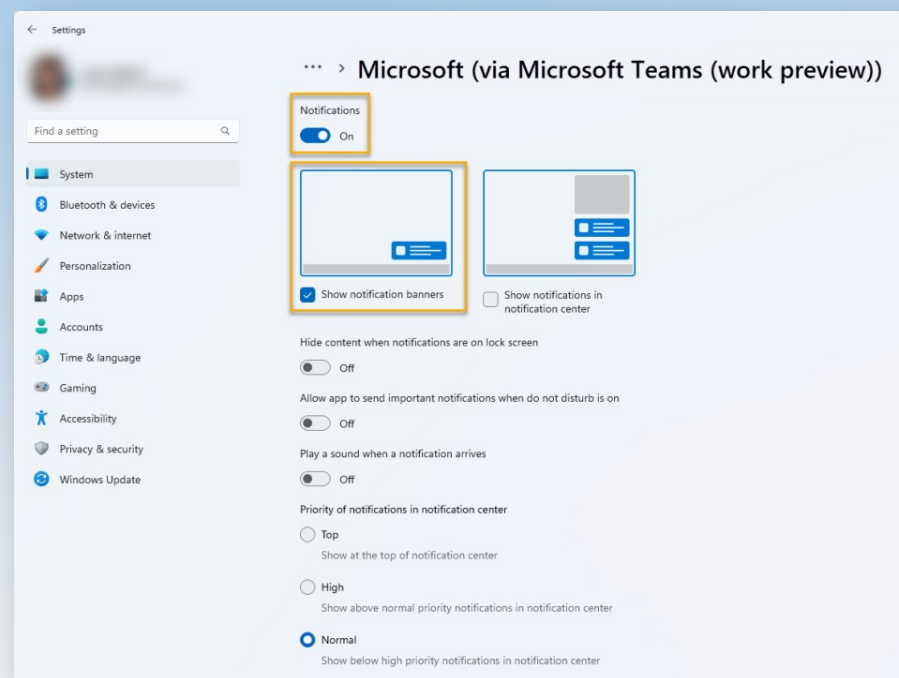 Settings
Find a setting
System
Bluetooth & devices
Network & internet
Personalization
Apps
Accounts
Time & language
Gaming
Accessibility
Privacy & security
Windows Update
Microsoft (via Microsoft Teams (work preview))
Notifications
On
Show notification banners
Show notifications in
notification center
Hide content when notifications are on lock screen
Off
Allow app to send important notifications when do not disturb is on
Off
Play a sound when a notification arrives
Off
Priority of notifications in notification center
Top
Show at the top of notification center
High
Show above normal priority notifications in notification center
Normal
Show below high priority notifications in notification center